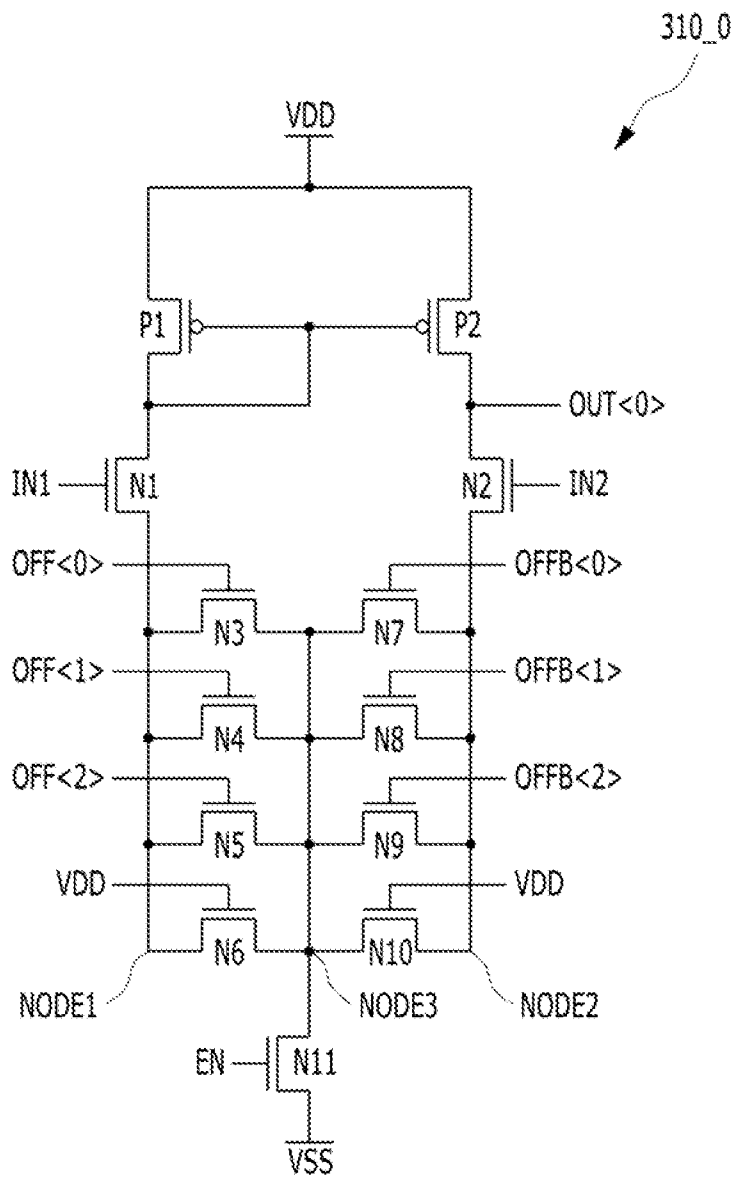 310_0
VDD
P1
P2
OUT<0>
IN1
N1
N2
IN2
OFF<0>
OFFB<0>
N3
N7
OFF<1>
OFFB<1>
N4
N8
OFF<2>
OFFB<2>
N5
N9
VDD
VDD
N6
N10
NODE1
NODE3
NODE2
EN
N11
VSS